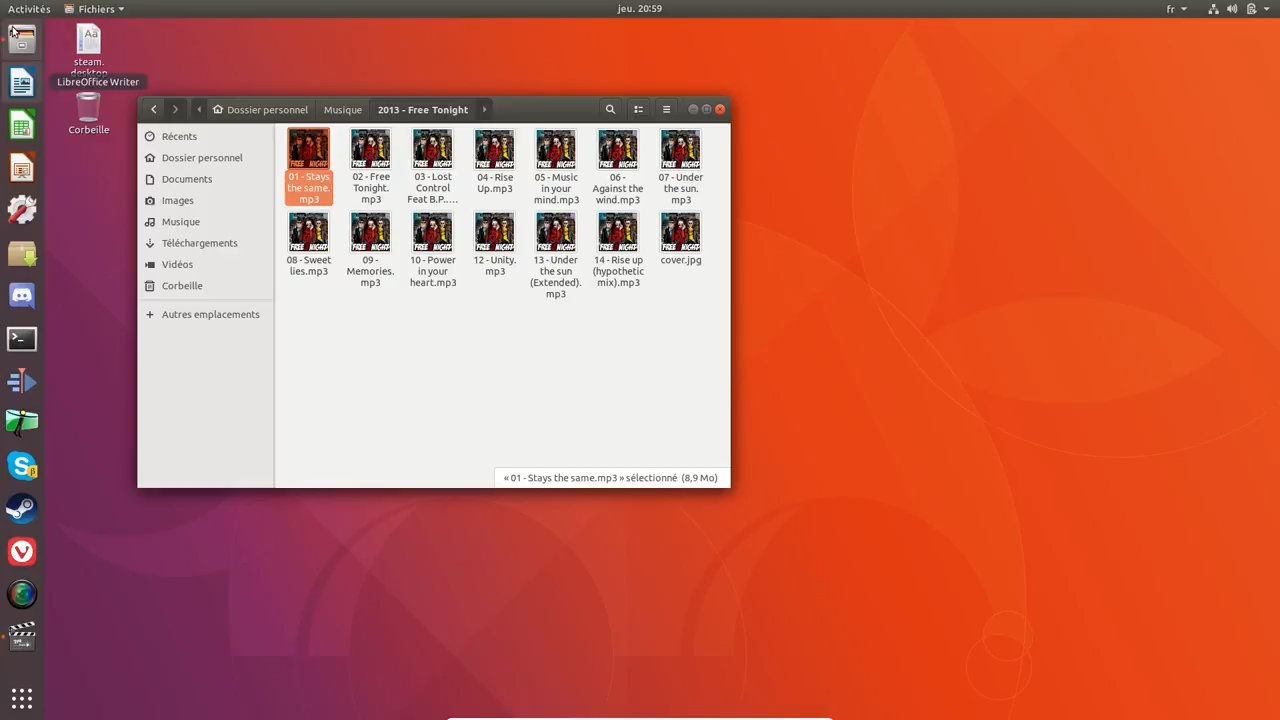 Activités
Fichiers
jeu. 20:59
fr
steam.
desktop
LibreOffice Writer
Corbeille
Dossier personnel
Musique
2013 - Free Tonight
Récents
Dossier personnel
Documents
Images
Musique
Téléchargements
Vidéos
Corbeille
Autres emplacements
01 - Stays
the same.
mp3
02 - Free
Tonight.
mp3
03 - Lost
Control
Feat B.P.…
04 - Rise
Up.mp3
05 - Music
in your
mind.mp3
06 -
Against the
wind.mp3
07 - Under
the sun.
mp3
08 - Sweet
lies.mp3
09 -
Memories.
mp3
10 - Power
in your
heart.mp3
12 - Unity.
mp3
13 - Under
the sun
(Extended).
mp3
14 - Rise up
(hypothetic
mix).mp3
cover.jpg
« 01 - Stays the same.mp3 » sélectionné (8,9 Mo)